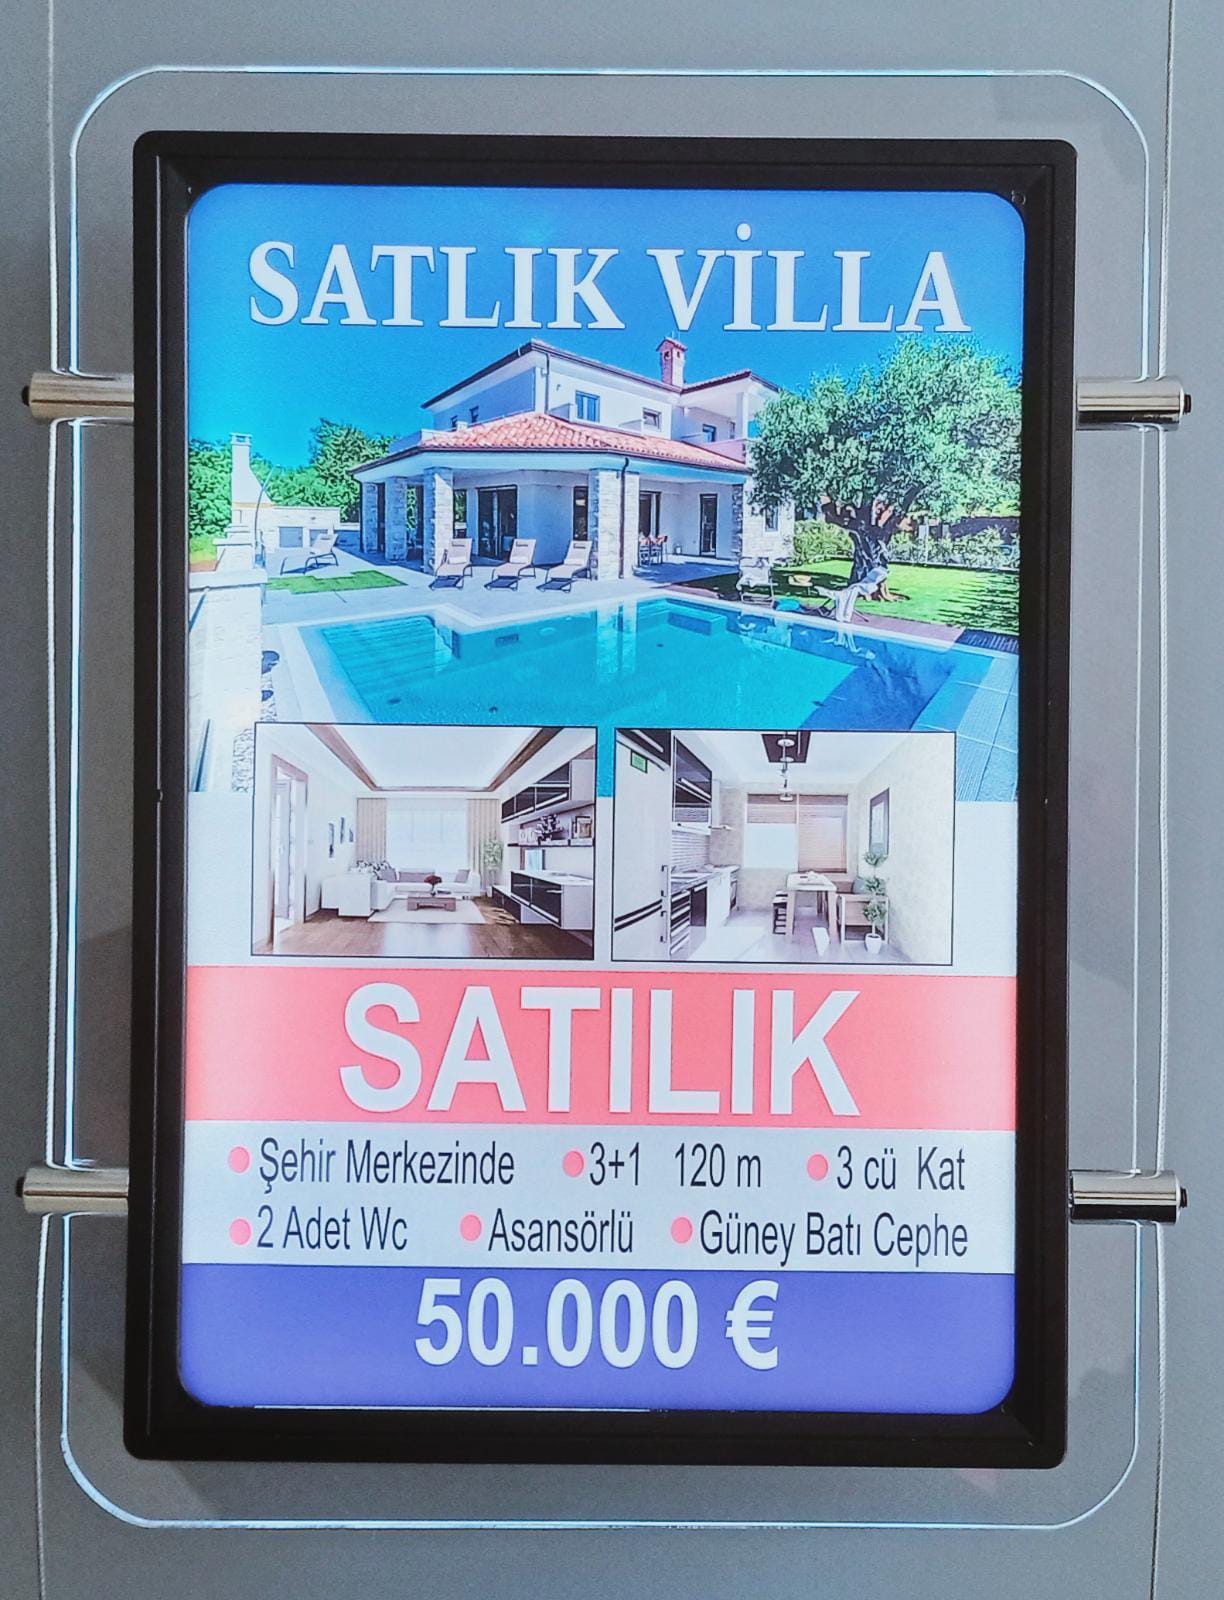 SATLIK VİLLA
SATILIK
Şehir Merkezinde 3+1 120 m 3 cü Kat
2 Adet Wc Asansörlü Güney Batı Cephe
50.000 €